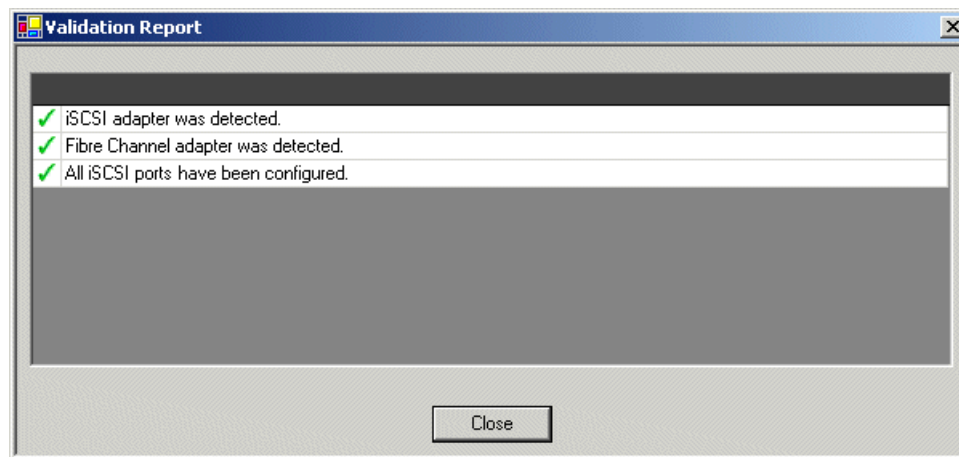 Validation Report
iSCSI adapter was detected.
Fibre Channel adapter was detected.
All iSCSI ports have been configured.
Close